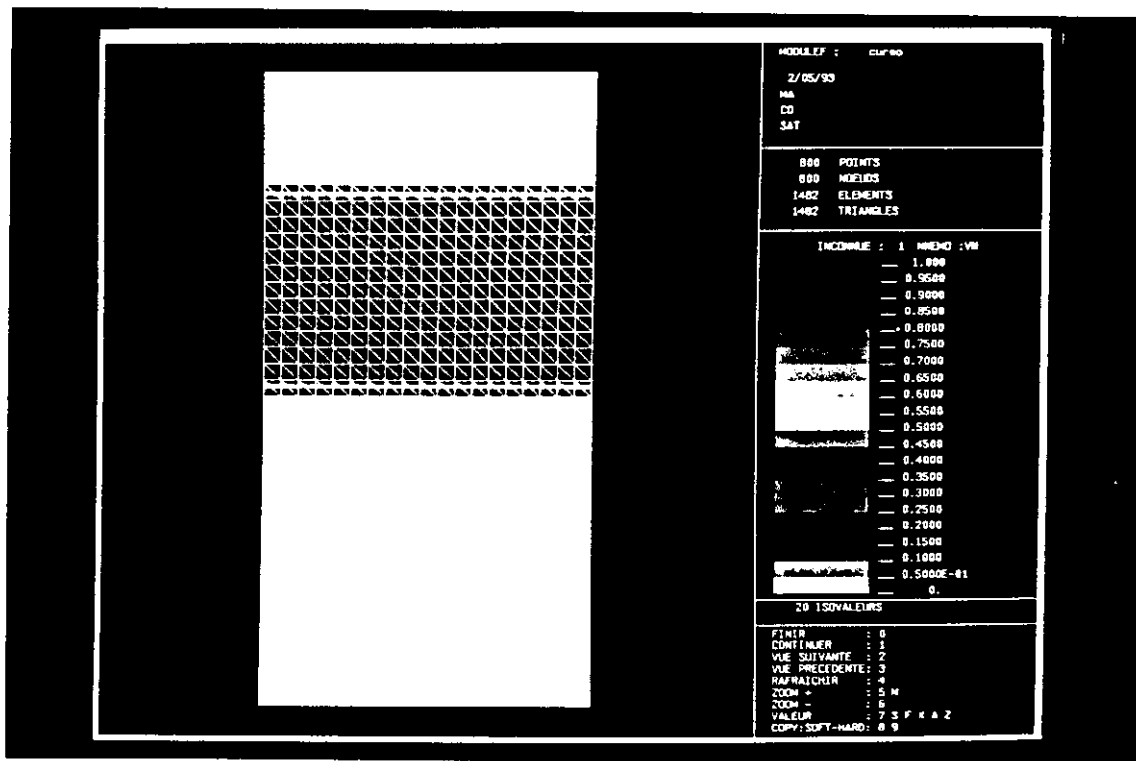 MODULEF : curso
2/05/93
MA
CO
SAT
800 POINTS
800 NOEUDS
1482 ELEMENTS
1482 TRIANGLES
INCONNUE : 1 MNEMO :VN
1.000
0.9500
0.9000
0.8500
0.8000
0.7500
0.7000
0.6500
0.6000
0.5500
0.5000
0.4500
0.4000
0.3500
0.3000
0.2500
0.2000
0.1500
0.1000
0.5000E-01
0.
20 ISOVALEURS
FINIR : 0
CONTINUER : 1
VUE SUIVANTE : 2
VUE PRECEDENTE: 3
RAFRAICHIR : 4
ZOOM + : 5 M
ZOOM - : 6
VALEUR : 7 S F X A Z
COPY:SOFT-HARD: 8 9